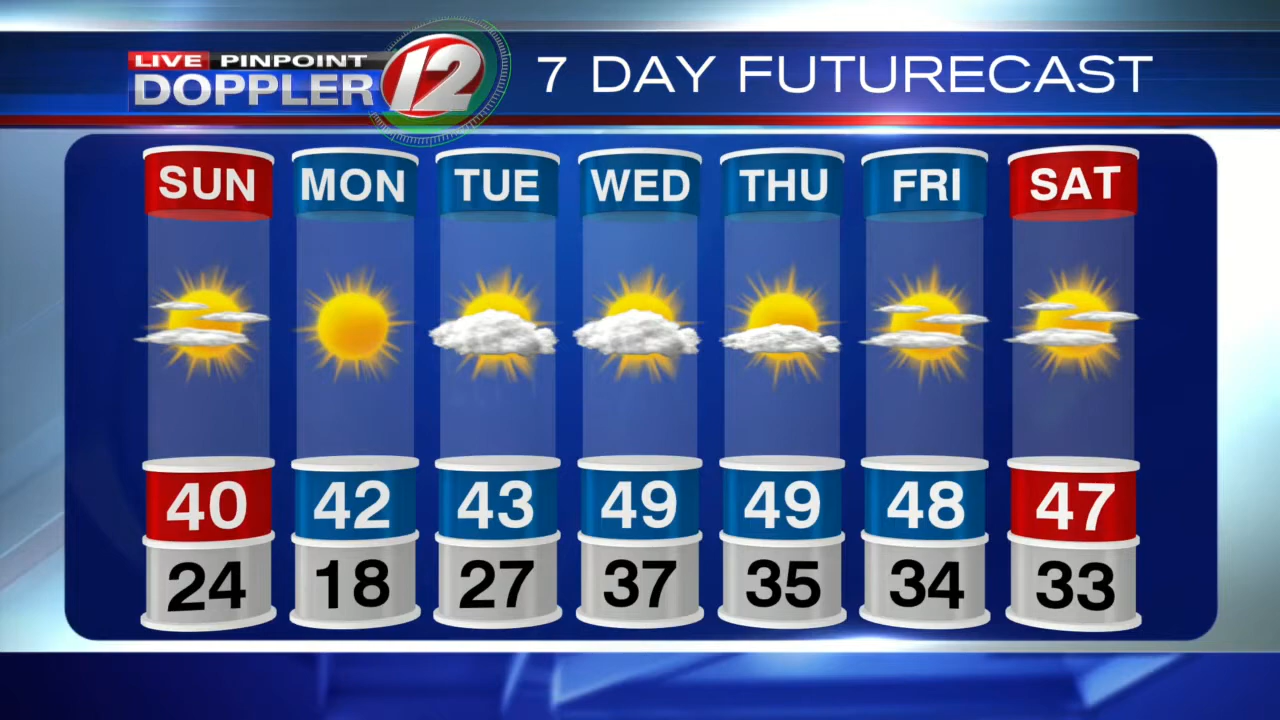 LIVE PINPOINT
DOPPLER 12
7 DAY FUTURECAST
SUN MON TUE WED THU FRI SAT
40 42 43 49 49 48 47
24 18 27 37 35 34 33